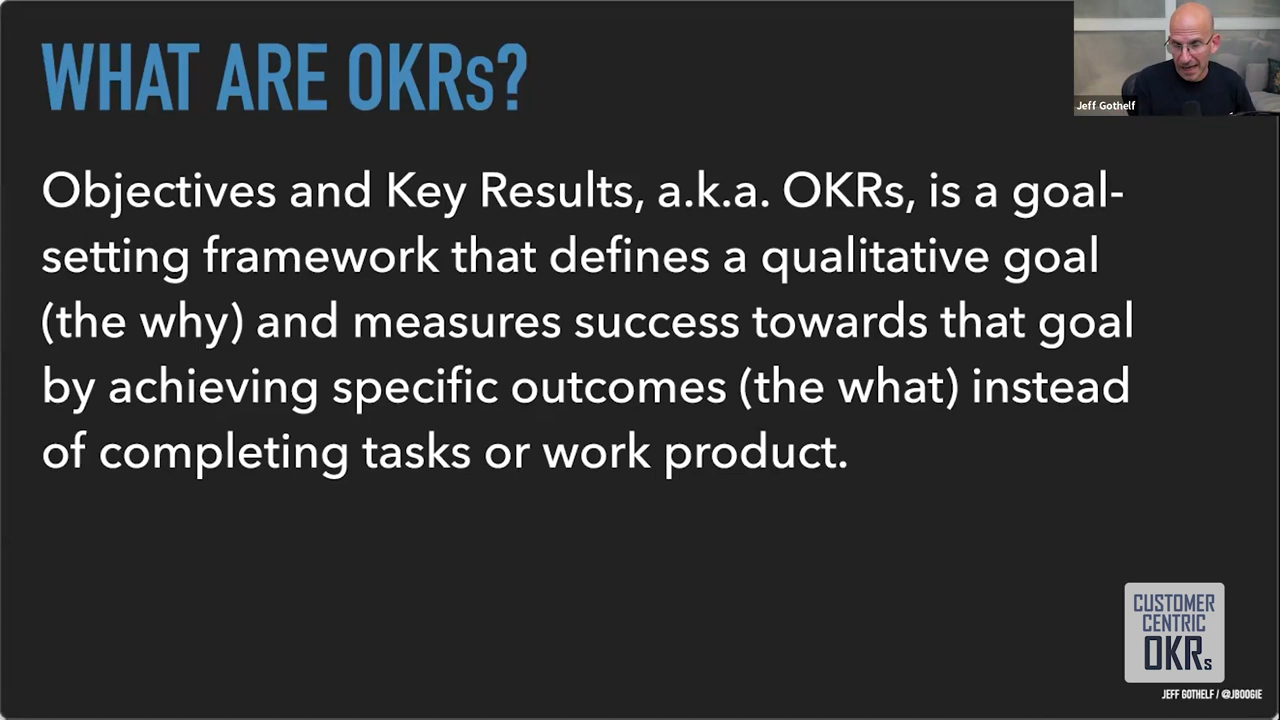 WHAT ARE OKRs?
Jeff Gothelf
Objectives and Key Results, a.k.a. OKRs, is a goal-
setting framework that defines a qualitative goal
(the why) and measures success towards that goal
by achieving specific outcomes (the what) instead
of completing tasks or work product.
CUSTOMER
CENTRIC
OKRs
JEFF GOTHELF / @JBOOGIE